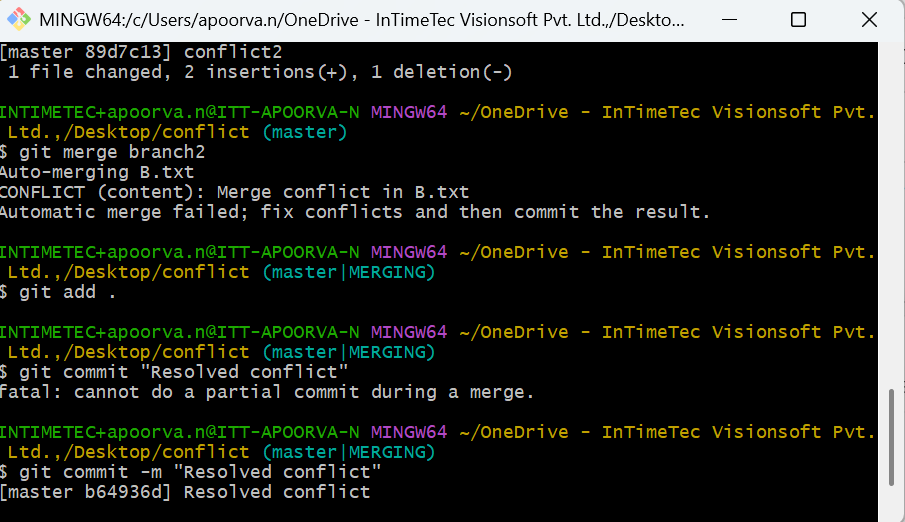 MINGW64:/c/Users/apoorva.n/OneDrive - InTimeTec Visionsoft Pvt. Ltd.,/Deskto...
[master 89d7c13] conflict2
 1 file changed, 2 insertions(+), 1 deletion(-)
INTIMETEC+apoorva.n@ITT-APOORVA-N MINGW64 ~/OneDrive - InTimeTec Visionsoft Pvt.
 Ltd.,/Desktop/conflict (master)
$ git merge branch2
Auto-merging B.txt
CONFLICT (content): Merge conflict in B.txt
Automatic merge failed; fix conflicts and then commit the result.
INTIMETEC+apoorva.n@ITT-APOORVA-N MINGW64 ~/OneDrive - InTimeTec Visionsoft Pvt.
 Ltd.,/Desktop/conflict (master|MERGING)
$ git add .
INTIMETEC+apoorva.n@ITT-APOORVA-N MINGW64 ~/OneDrive - InTimeTec Visionsoft Pvt.
 Ltd.,/Desktop/conflict (master|MERGING)
$ git commit "Resolved conflict"
fatal: cannot do a partial commit during a merge.
INTIMETEC+apoorva.n@ITT-APOORVA-N MINGW64 ~/OneDrive - InTimeTec Visionsoft Pvt.
 Ltd.,/Desktop/conflict (master|MERGING)
$ git commit -m "Resolved conflict"
[master b64936d] Resolved conflict